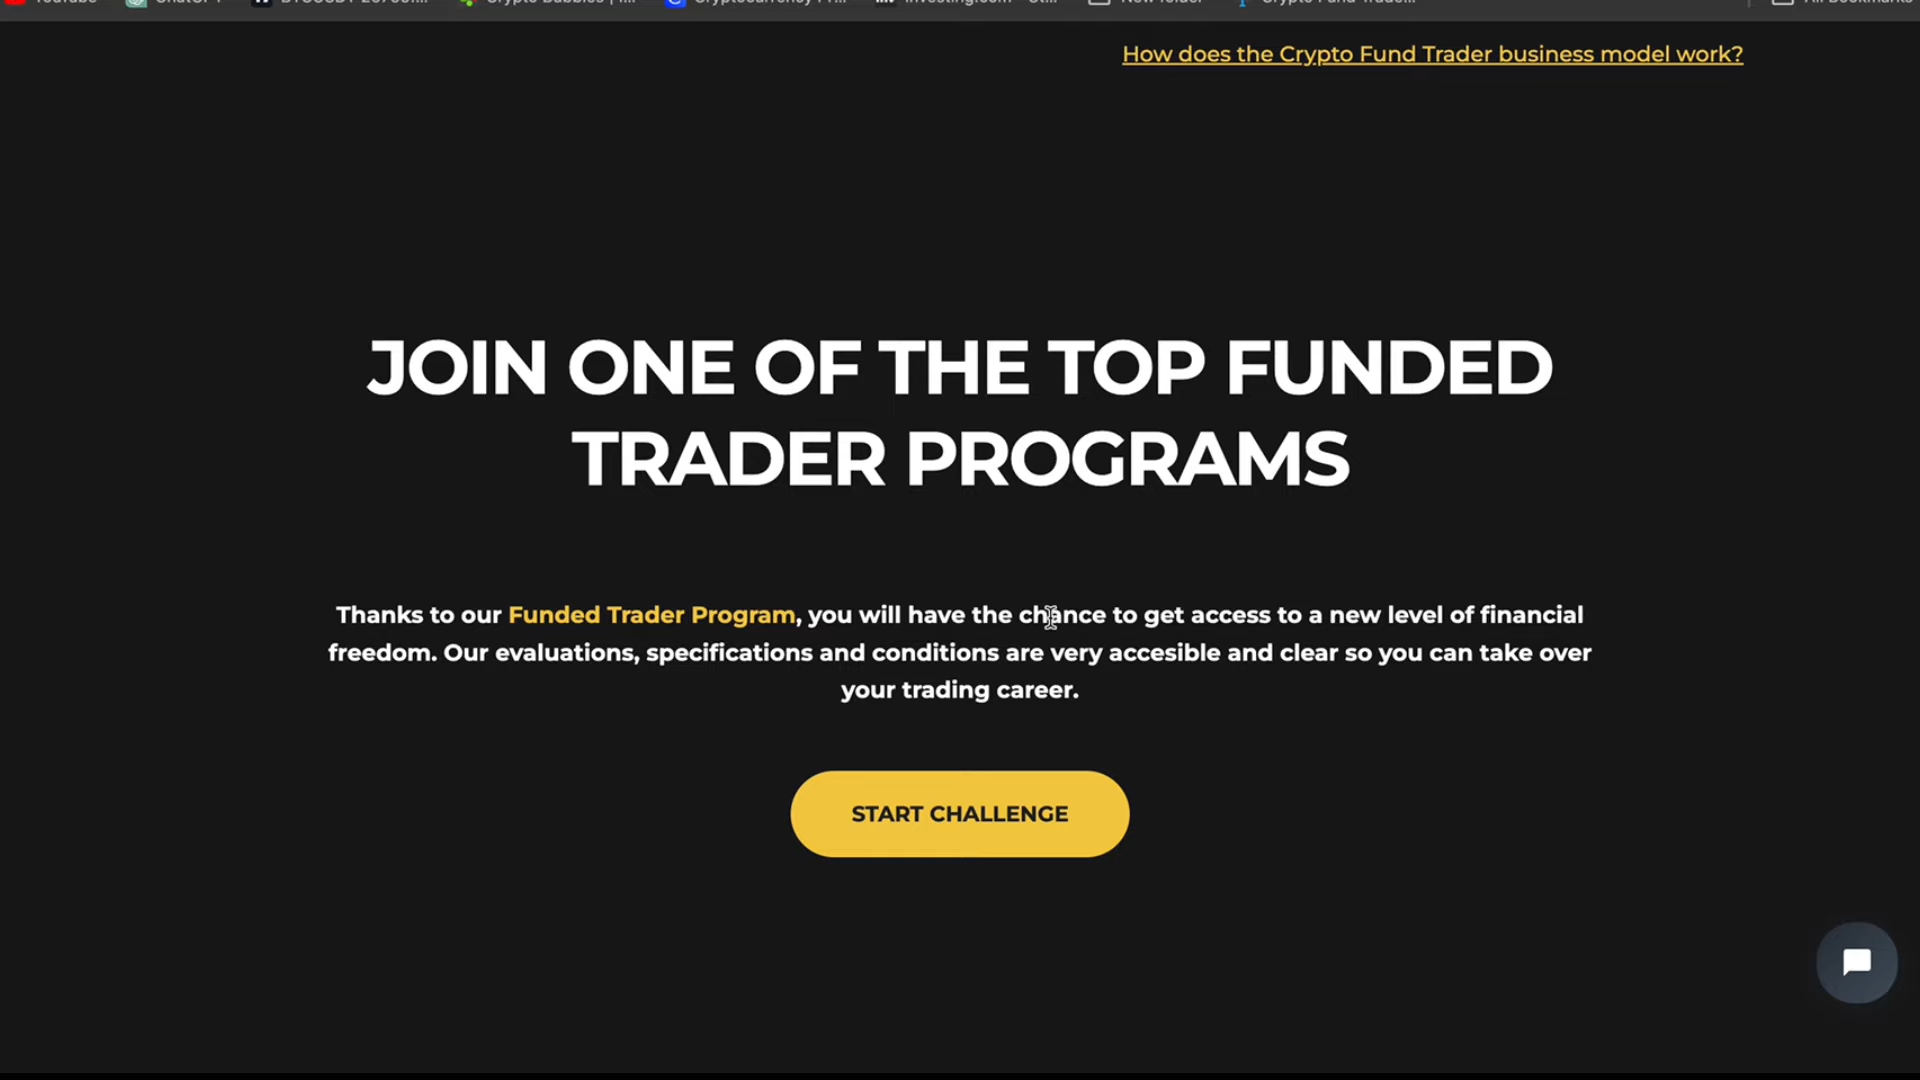 How does the Crypto Fund Trader business model work?
JOIN ONE OF THE TOP FUNDED
TRADER PROGRAMS
Thanks to our Funded Trader Program, you will have the chance to get access to a new level of financial
freedom. Our evaluations, specifications and conditions are very accesible and clear so you can take over
your trading career.
START CHALLENGE